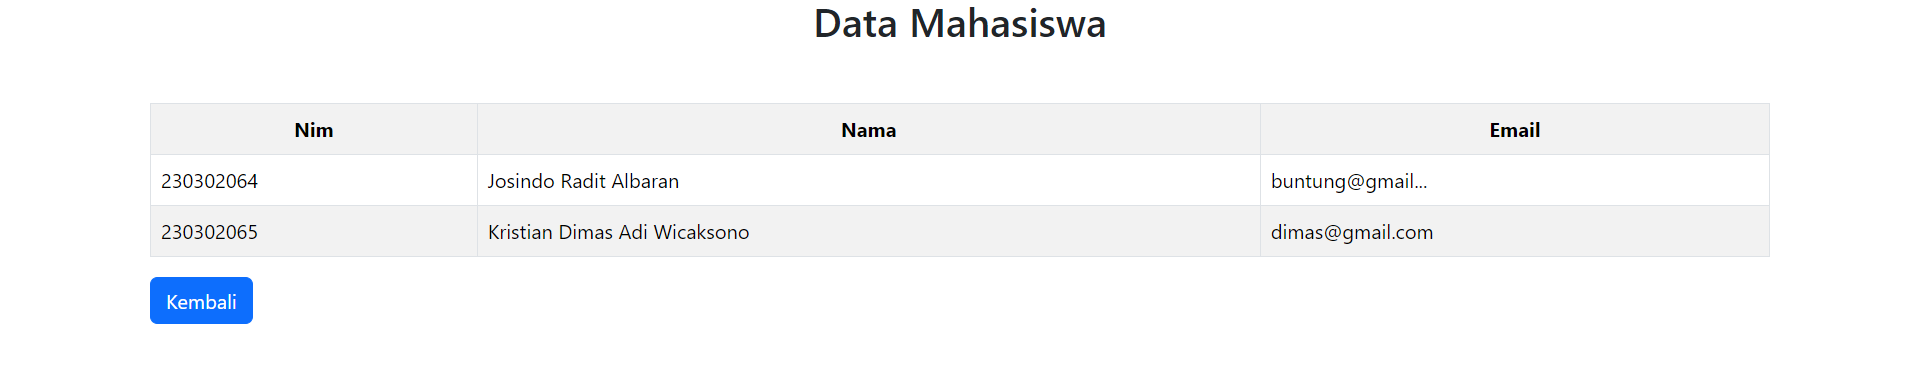 Data Mahasiswa
Nim Nama Email
230302064 Josindo Radit Albaran buntung@gmail...
230302065 Kristian Dimas Adi Wicaksono dimas@gmail.com
Kembali